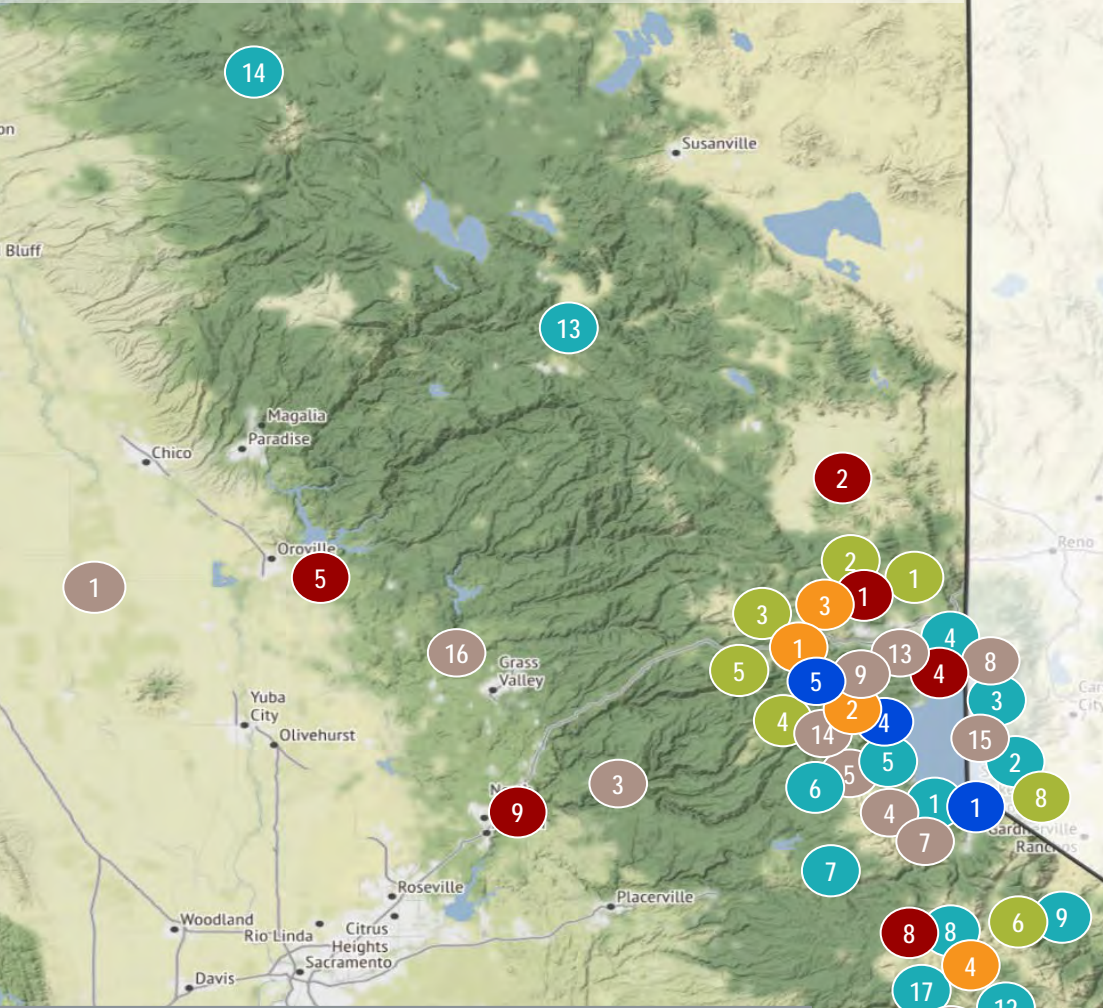 14
on
Susanville
Bluff
13
Magalia
Paradise
Chico
2
Reno
Oroville
2
1
5
1
3
1
3
16
1
13
4
8
Grass
Valley
5
5
9
4
3
Yuba
City
4
2
4
14
15
Olivehurst
5
5
2
3
6
8
1
1
9
4
7
7
Gardnerville
Ranchos
Roseville
Placerville
Woodland
Rio Linda
Citrus
Heights
8
8
6
9
Sacramento
4
Davis
17